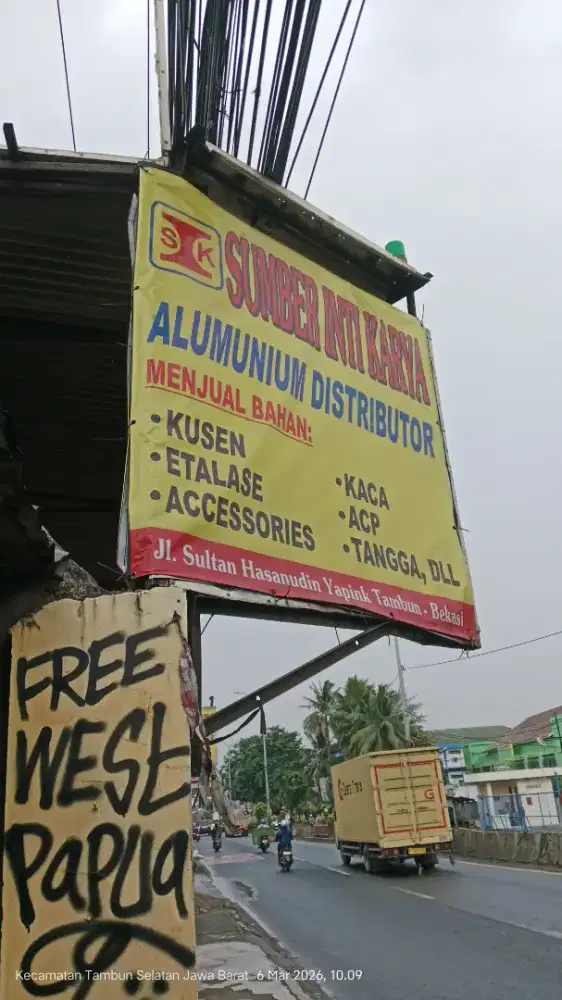 SK
SUMBER INTI KARYA
ALUMUNIUM DISTRIBUTOR
MENJUAL BAHAN:
• KUSEN
• ETALASE
• ACCESSORIES
• KACA
• ACP
• TANGGA, DLL
Jl. Sultan Hasanudin Yapink Tambun - Bekasi
FREE
WEST
PAPUA
Kecamatan Tambun Selatan Jawa Barat 6 Mar 2026, 10.09